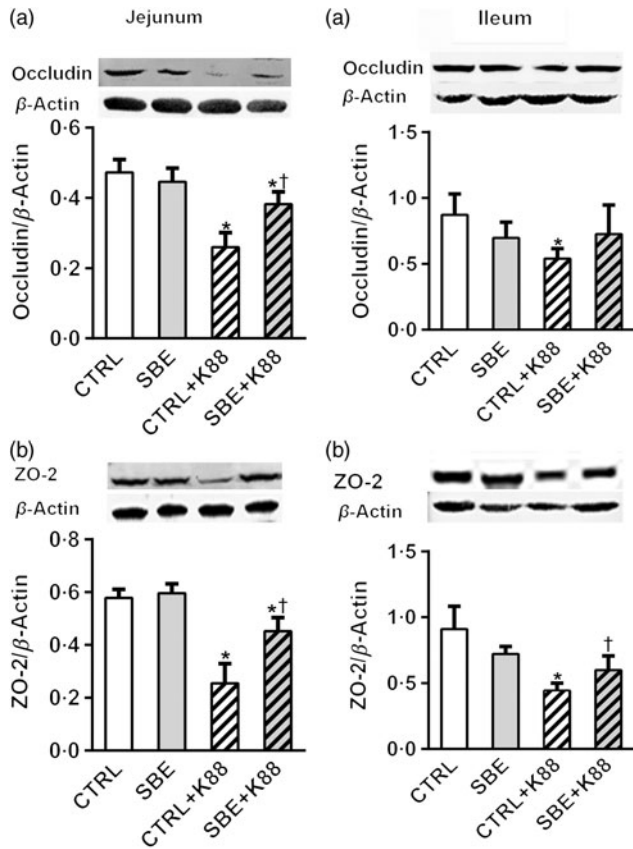 (a) Jejunum
Occludin
β-Actin
0·6
0·4
0·2
0·0
Occludin/β-Actin
*
*†
CTRL
SBE
CTRL+K88
SBE+K88
(a) Ileum
Occludin
β-Actin
1·5
1·0
0·5
0·0
Occludin/β-Actin
*
CTRL
SBE
CTRL+K88
SBE+K88
(b)
ZO-2
β-Actin
0·8
0·6
0·4
0·2
0·0
ZO-2/β-Actin
*
*†
CTRL
SBE
CTRL+K88
SBE+K88
(b)
ZO-2
β-Actin
1·5
1·0
0·5
0·0
ZO-2/β-Actin
*
†
CTRL
SBE
CTRL+K88
SBE+K88